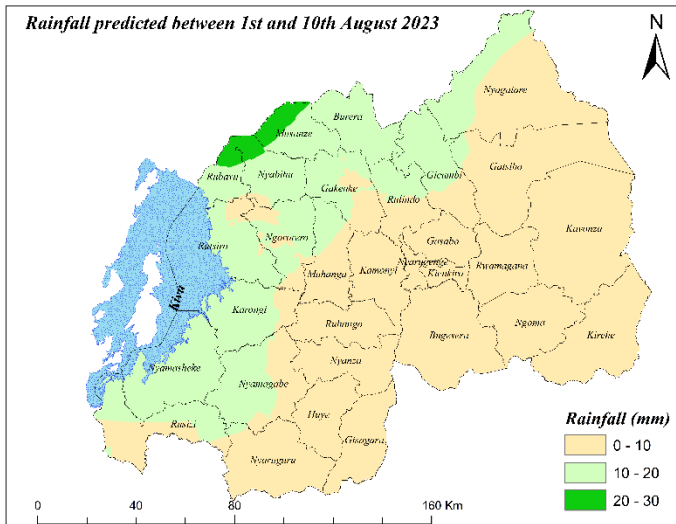 Rainfall predicted between 1st and 10th August 2023
N
Nyagatare
Burera
Musanze
Gatsibo
Gicumbi
Rubavu
Nyabihu
Gakenke
Rulindo
Kayonza
Rutsiro
Ngororero
Gasabo
Nyarugenge
Muhanga
Kamonyi
Kicukiro
Rwamagana
Kivu
Karongi
Ruhango
Bugesera
Ngoma
Kirehe
Nyanza
Nyamasheke
Nyamagabe
Huye
Rusizi
Gisagara
Nyaruguru
Rainfall (mm)
0 - 10
10 - 20
20 - 30
0 40 80 160 Km